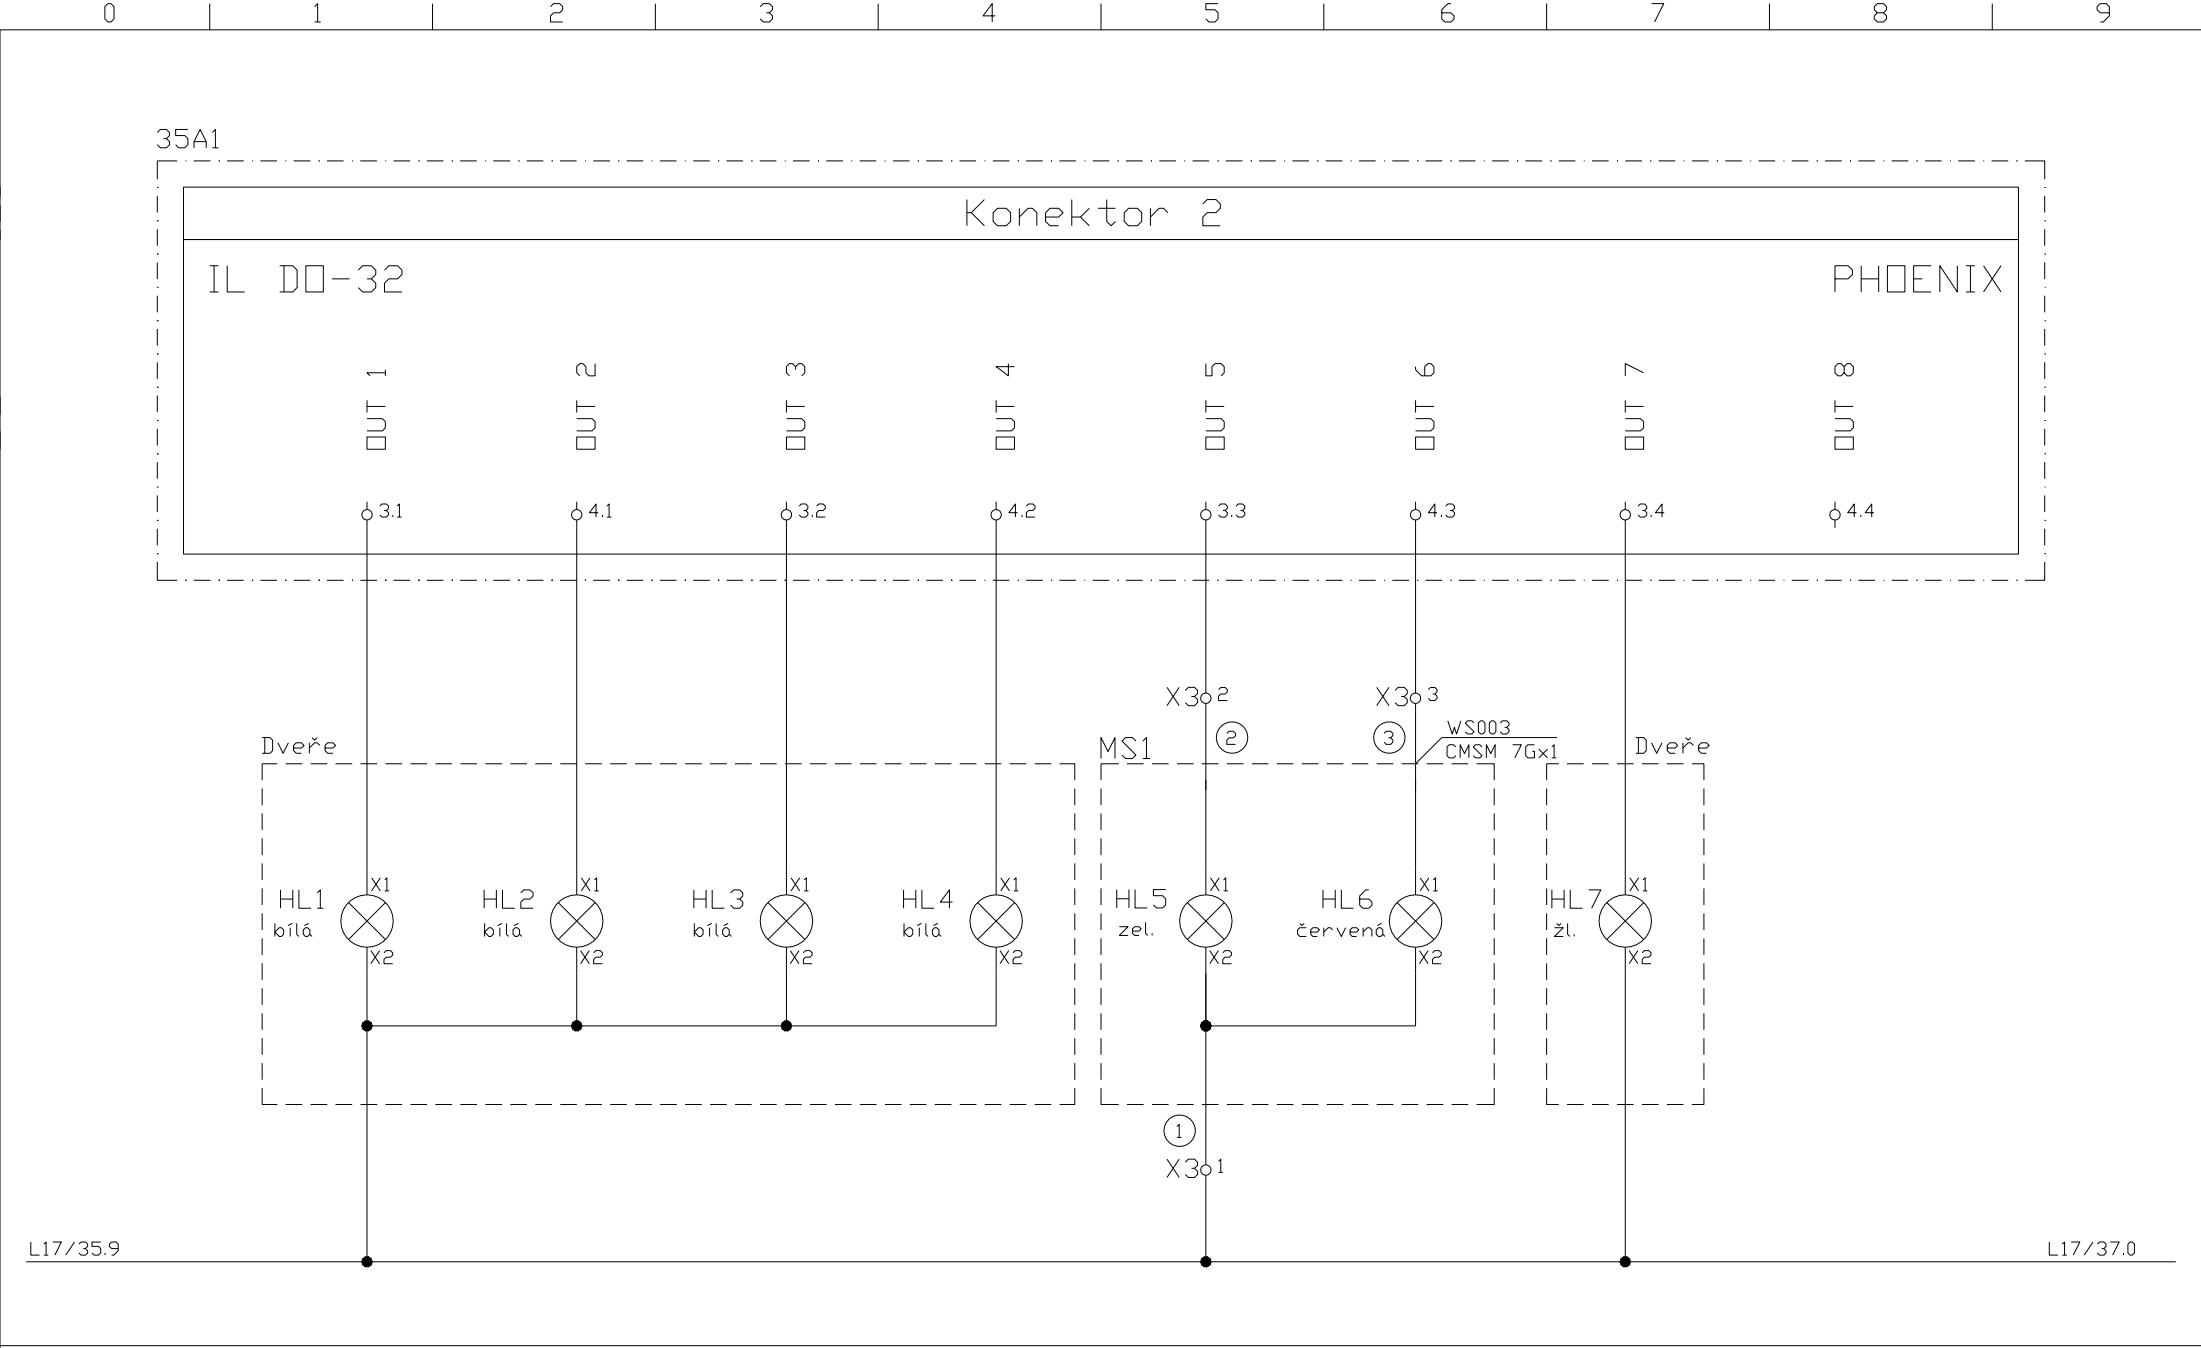 0 1 2 3 4 5 6 7 8 9
35A1
Konektor 2
IL DO-32 PHOENIX
OUT 1 OUT 2 OUT 3 OUT 4 OUT 5 OUT 6 OUT 7 OUT 8
3.1 4.1 3.2 4.2 3.3 4.3 3.4 4.4
X3 2 X3 3
2 3 WS003
Dveře MS1 CMSM 7Gx1 Dveře
X1 X1 X1 X1 X1 X1 X1
HL1 HL2 HL3 HL4 HL5 HL6 HL7
bílá bílá bílá bílá zel. červená žl.
X2 X2 X2 X2 X2 X2 X2
1
X3 1
L17/35.9 L17/37.0